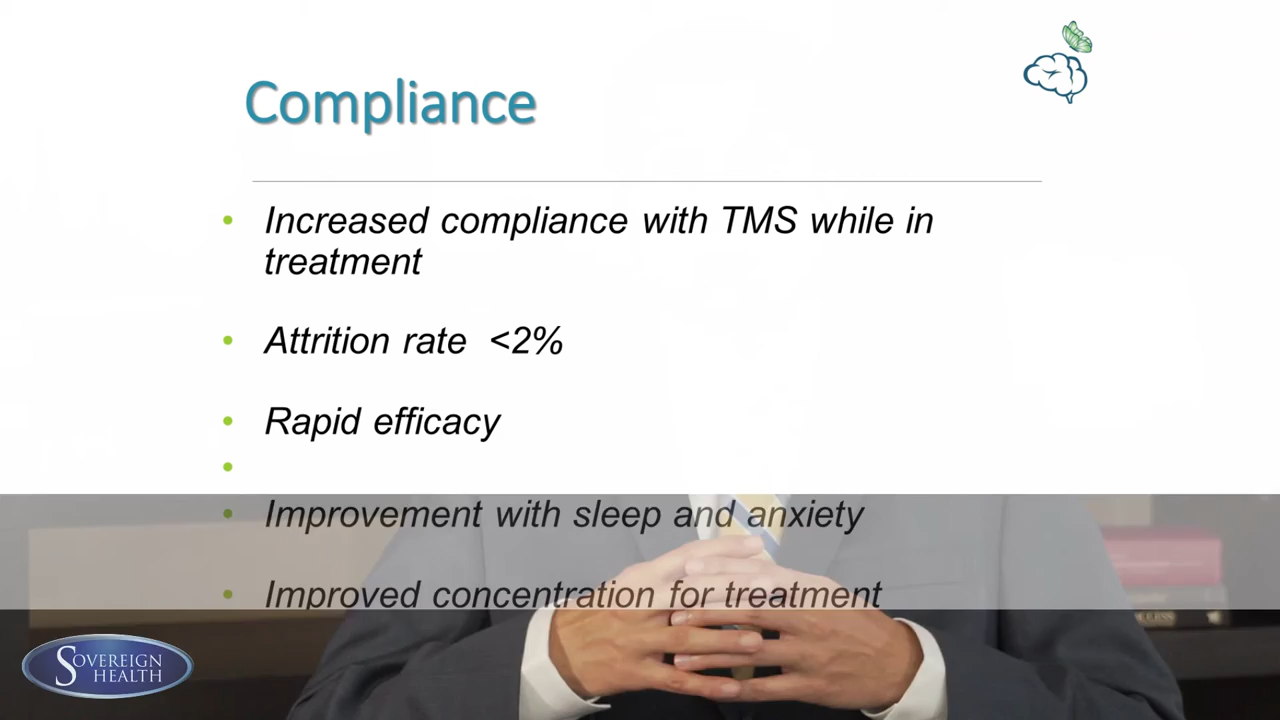 Compliance
• Increased compliance with TMS while in
treatment
• Attrition rate <2%
• Rapid efficacy
•
• Improvement with sleep and anxiety
• Improved concentration for treatment
SOVEREIGN
HEALTH